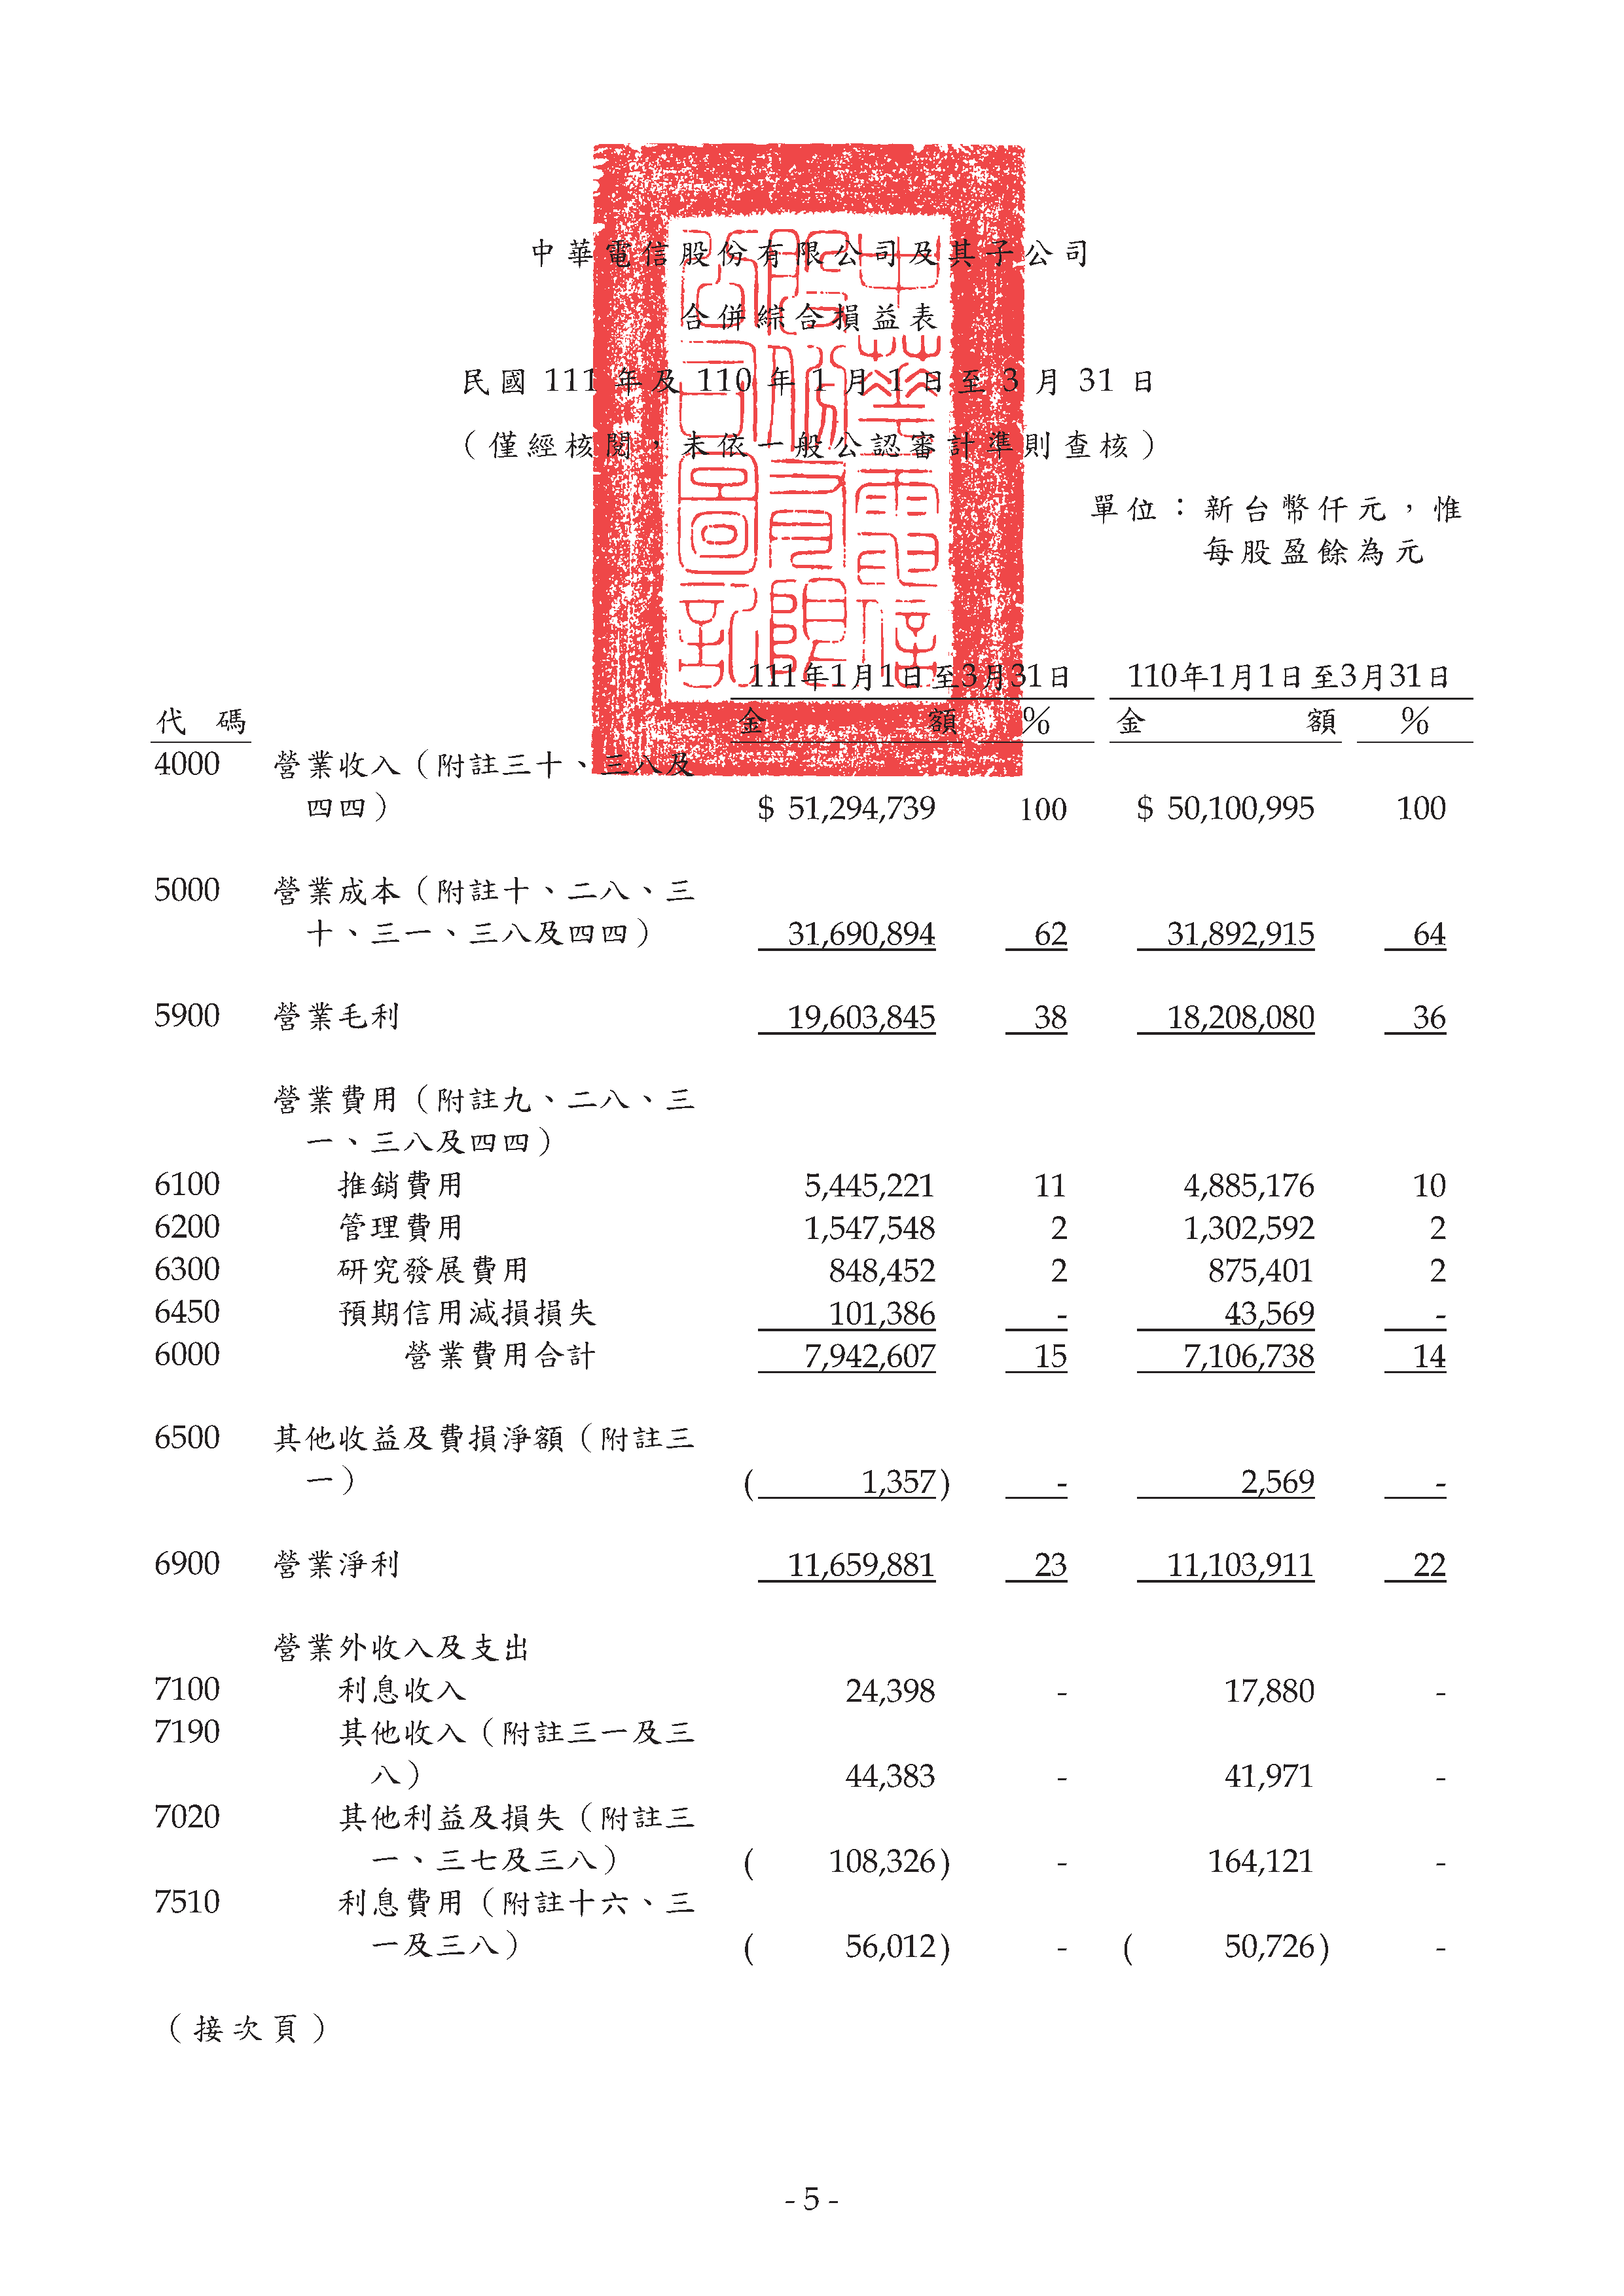 中華電信股份有限公司及其子公司
合併綜合損益表
民國 111 年及 110 年 1 月 1 日至 3 月 31 日
（僅經核閱，未依一般公認審計準則查核）
單位：新台幣仟元，惟
每股盈餘為元
111年1月1日至3月31日 110年1月1日至3月31日
代 碼 金 額 % 金 額 %
4000 營業收入（附註三十、三八及
四四） $ 51,294,739 100 $ 50,100,995 100
5000 營業成本（附註十、二八、三
十、三一、三八及四四） 31,690,894 62 31,892,915 64
5900 營業毛利 19,603,845 38 18,208,080 36
營業費用（附註九、二八、三
一、三八及四四）
6100 推銷費用 5,445,221 11 4,885,176 10
6200 管理費用 1,547,548 2 1,302,592 2
6300 研究發展費用 848,452 2 875,401 2
6450 預期信用減損損失 101,386 - 43,569 -
6000 營業費用合計 7,942,607 15 7,106,738 14
6500 其他收益及費損淨額（附註三
一） ( 1,357) - 2,569 -
6900 營業淨利 11,659,881 23 11,103,911 22
營業外收入及支出
7100 利息收入 24,398 - 17,880 -
7190 其他收入（附註三一及三
八） 44,383 - 41,971 -
7020 其他利益及損失（附註三
一、三七及三八） ( 108,326) - 164,121 -
7510 利息費用（附註十六、三
一及三八） ( 56,012) - ( 50,726) -
（接次頁）
- 5 -
中華電信
股份有限
公司圖記